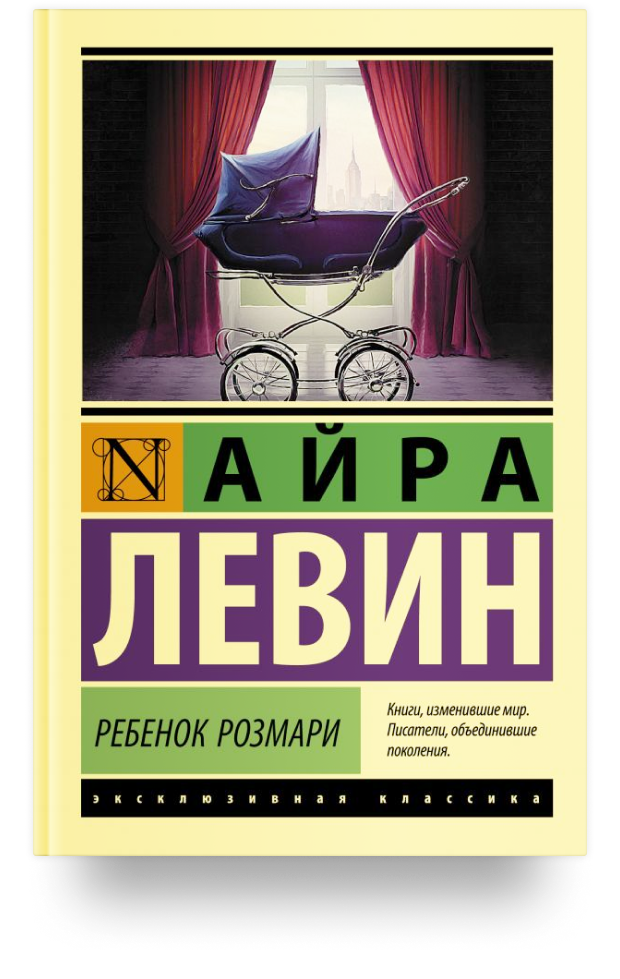 N АЙРА
ЛЕВИН
РЕБЕНОК РОЗМАРИ
Книги, изменившие мир.
Писатели, объединившие
поколения.
эксклюзивная классика